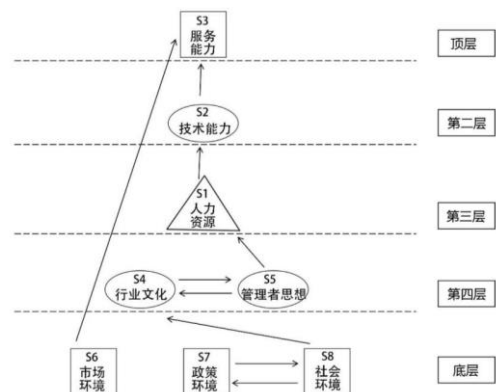 S3
服务
能力
顶层
S2
技术能力
第二层
S1
人力
资源
第三层
S4
行业文化
S5
管理者思想
第四层
S6
市场
环境
S7
政策
环境
S8
社会
环境
底层